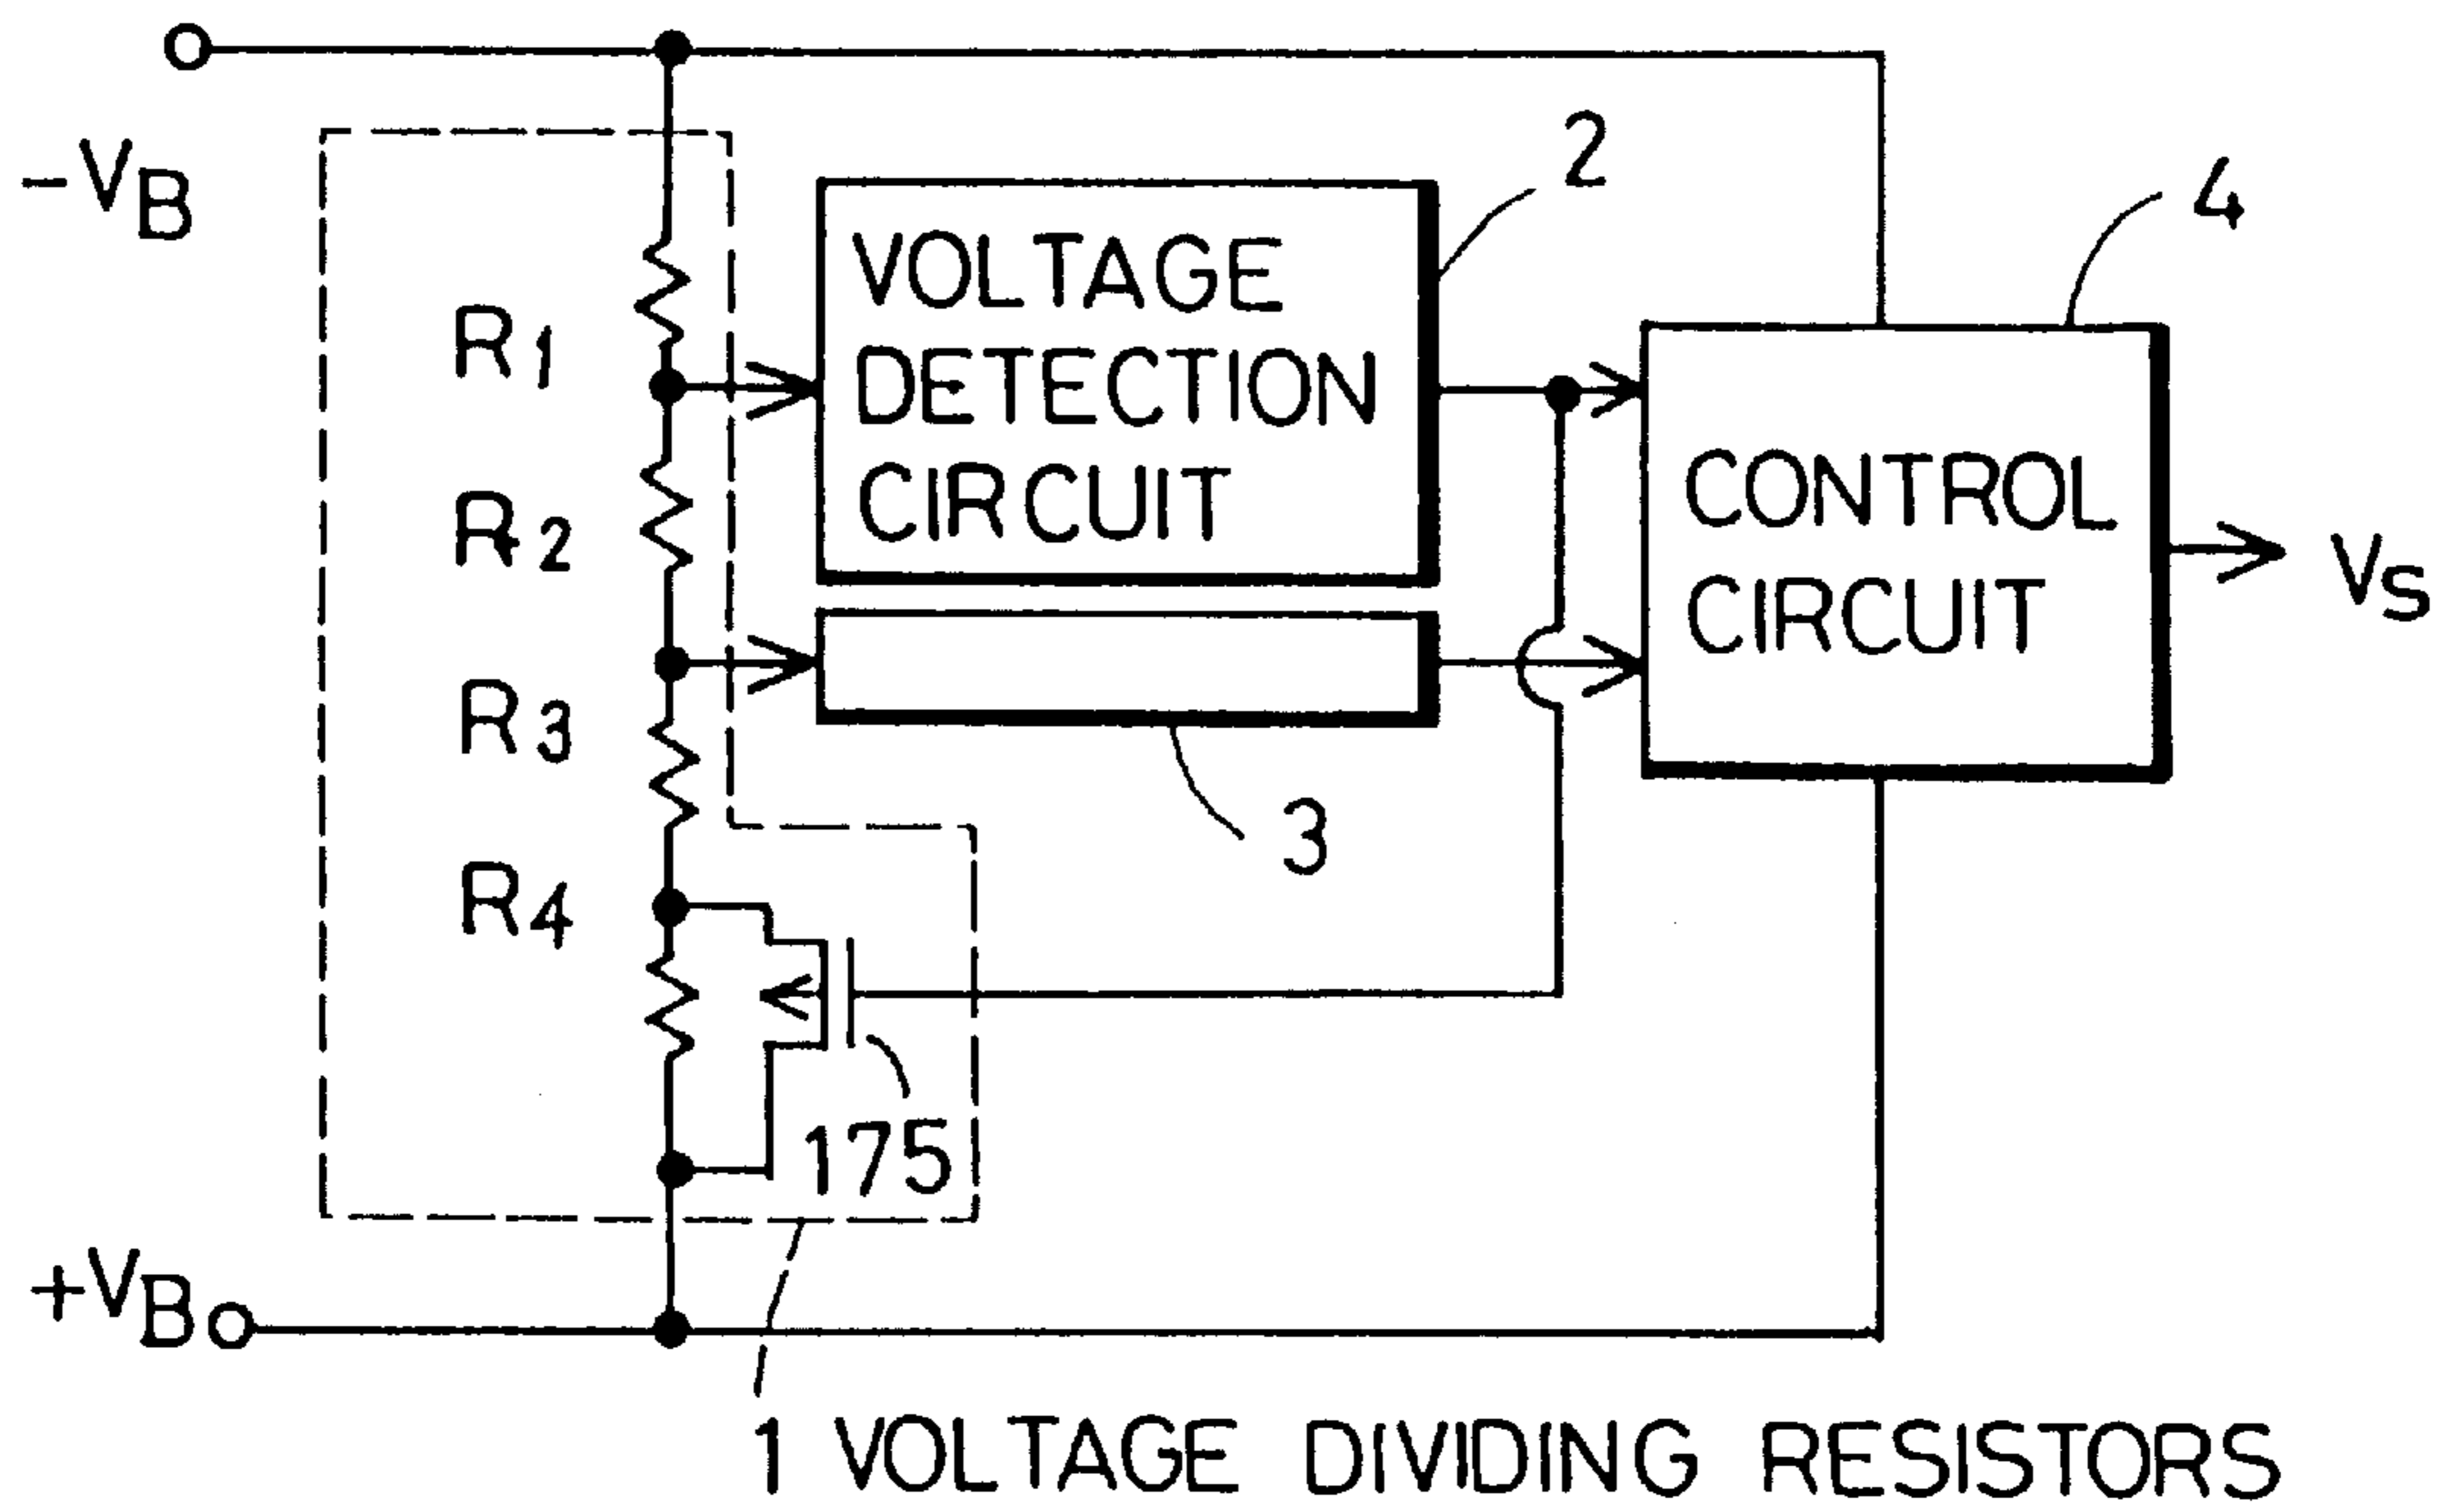 -VB
2
4
VOLTAGE
DETECTION
CIRCUIT
R1
R2
CONTROL
CIRCUIT
VS
R3
3
R4
175
+VB
1 VOLTAGE DIVIDING RESISTORS